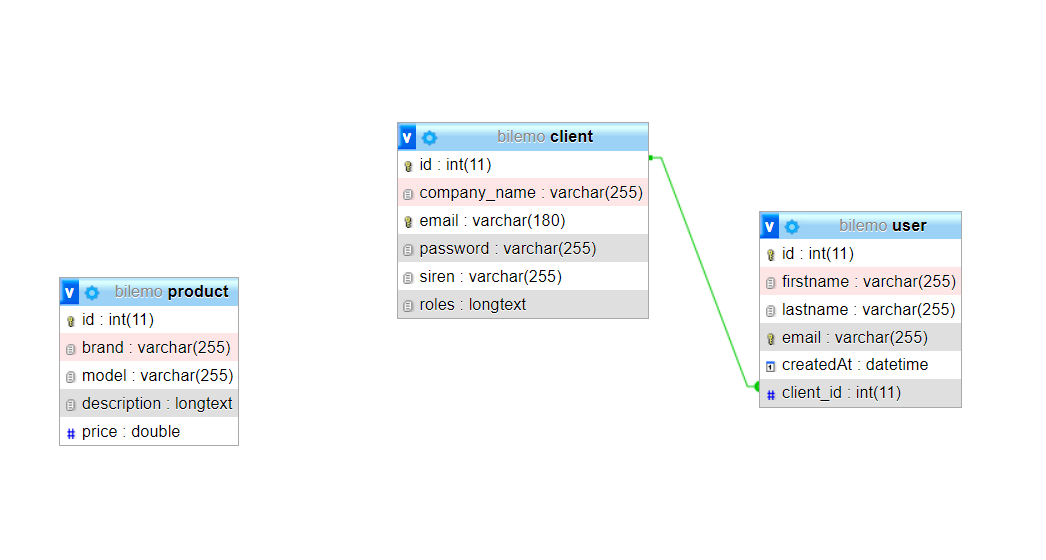 bilemo client
id : int(11)
company_name : varchar(255)
email : varchar(180)
password : varchar(255)
siren : varchar(255)
roles : longtext
bilemo user
id : int(11)
firstname : varchar(255)
lastname : varchar(255)
email : varchar(255)
createdAt : datetime
client_id : int(11)
bilemo product
id : int(11)
brand : varchar(255)
model : varchar(255)
description : longtext
price : double